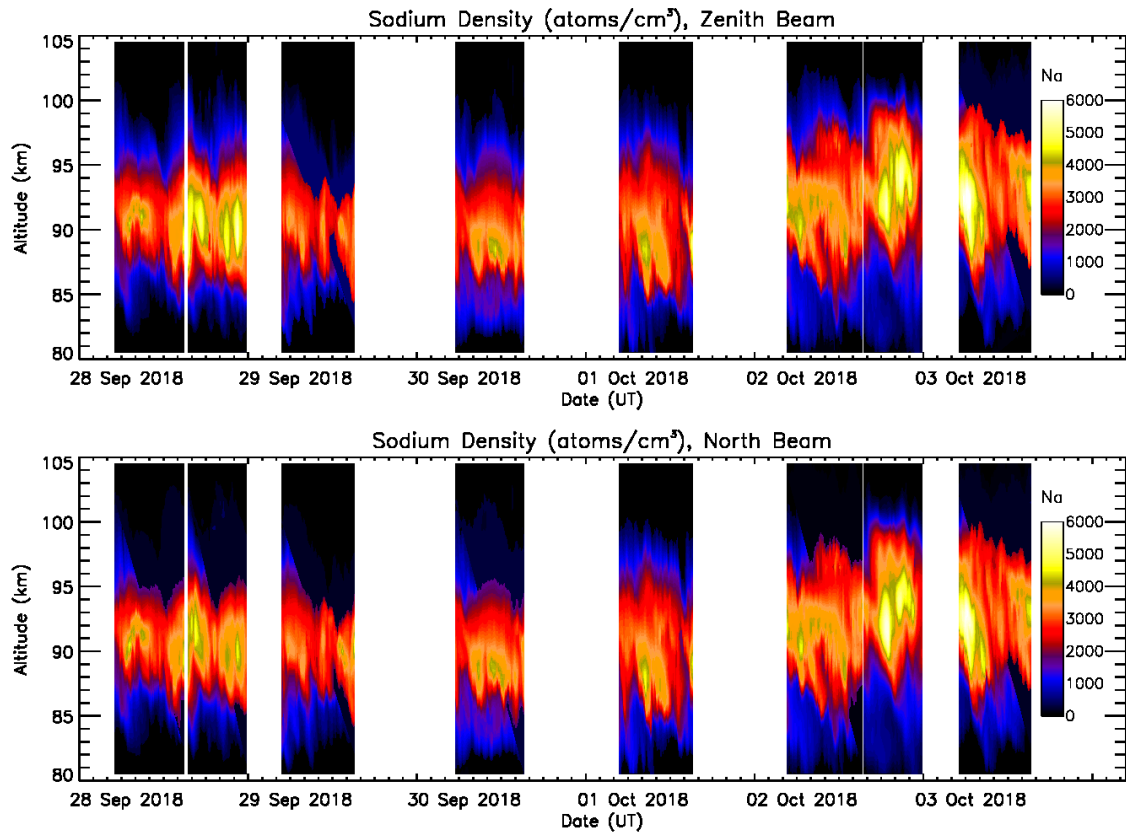 Sodium Density (atoms/cm³), Zenith Beam
105
100
95
90
85
80
Altitude (km)
Na
6000
5000
4000
3000
2000
1000
0
28 Sep 2018 29 Sep 2018 30 Sep 2018 01 Oct 2018 02 Oct 2018 03 Oct 2018
Date (UT)
Sodium Density (atoms/cm³), North Beam
105
100
95
90
85
80
Altitude (km)
Na
6000
5000
4000
3000
2000
1000
0
28 Sep 2018 29 Sep 2018 30 Sep 2018 01 Oct 2018 02 Oct 2018 03 Oct 2018
Date (UT)